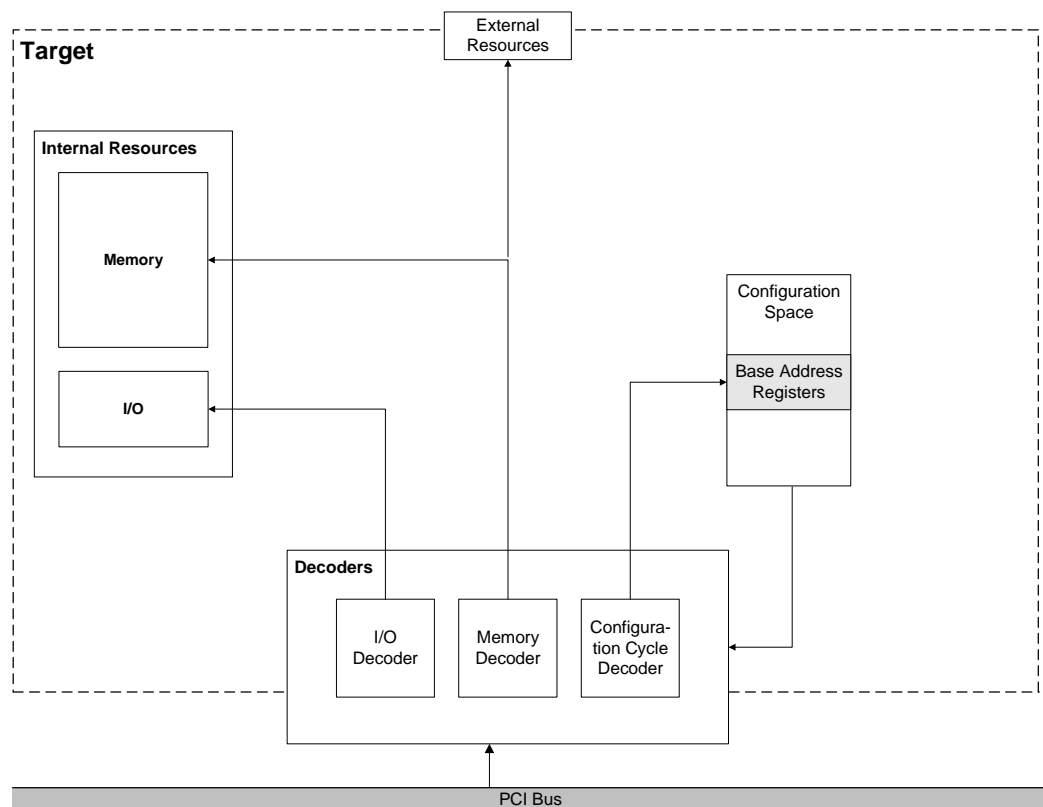 External
Resources
Target
Internal Resources
Memory
I/O
Configuration
Space
Base Address
Registers
Decoders
I/O
Decoder
Memory
Decoder
Configura-
tion Cycle
Decoder
PCI Bus